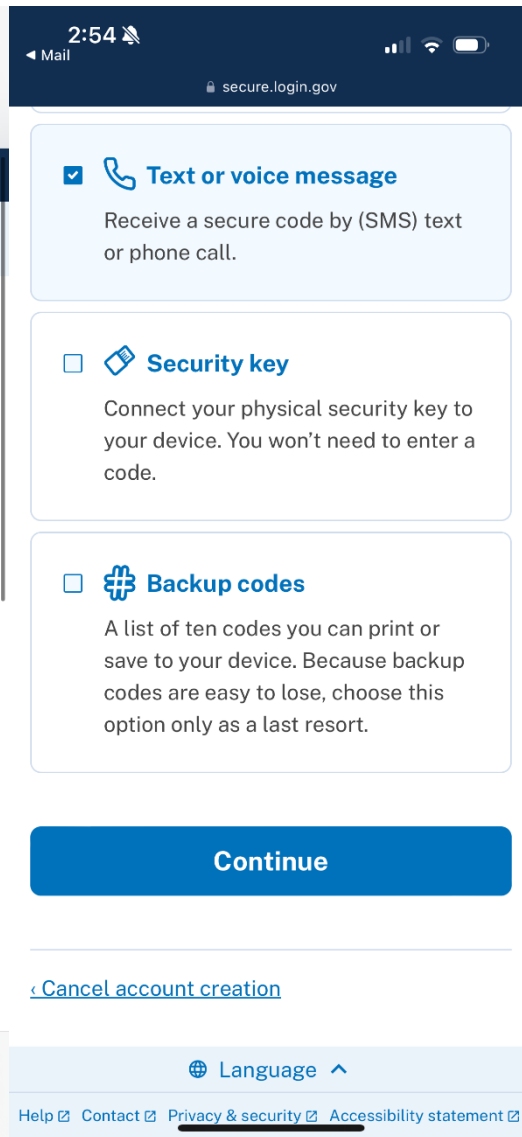 2:54
◀ Mail
secure.login.gov
Text or voice message
Receive a secure code by (SMS) text
or phone call.
Security key
Connect your physical security key to
your device. You won’t need to enter a
code.
Backup codes
A list of ten codes you can print or
save to your device. Because backup
codes are easy to lose, choose this
option only as a last resort.
Continue
‹ Cancel account creation
Language
Help Contact Privacy & security Accessibility statement